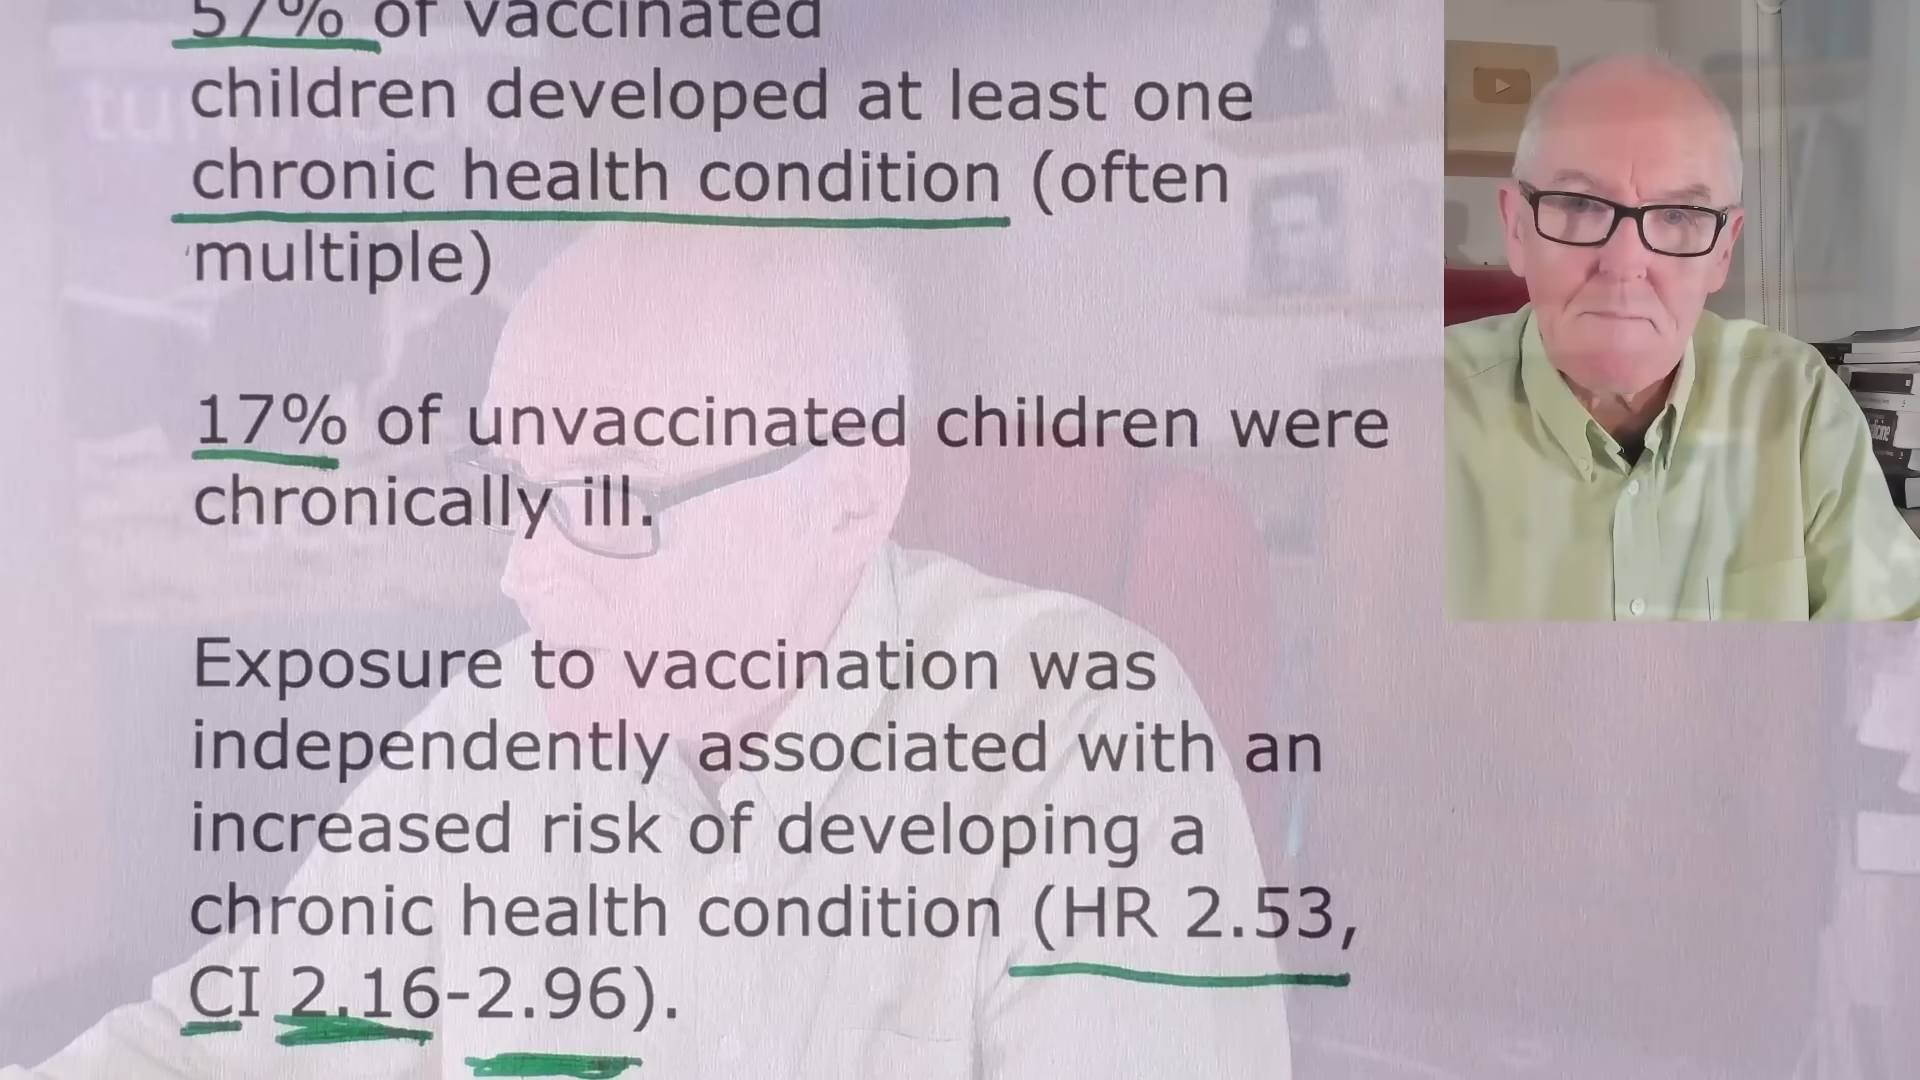 57% of vaccinated
children developed at least one
chronic health condition (often
multiple)
17% of unvaccinated children were
chronically ill.
Exposure to vaccination was
independently associated with an
increased risk of developing a
chronic health condition (HR 2.53,
CI 2.16-2.96).